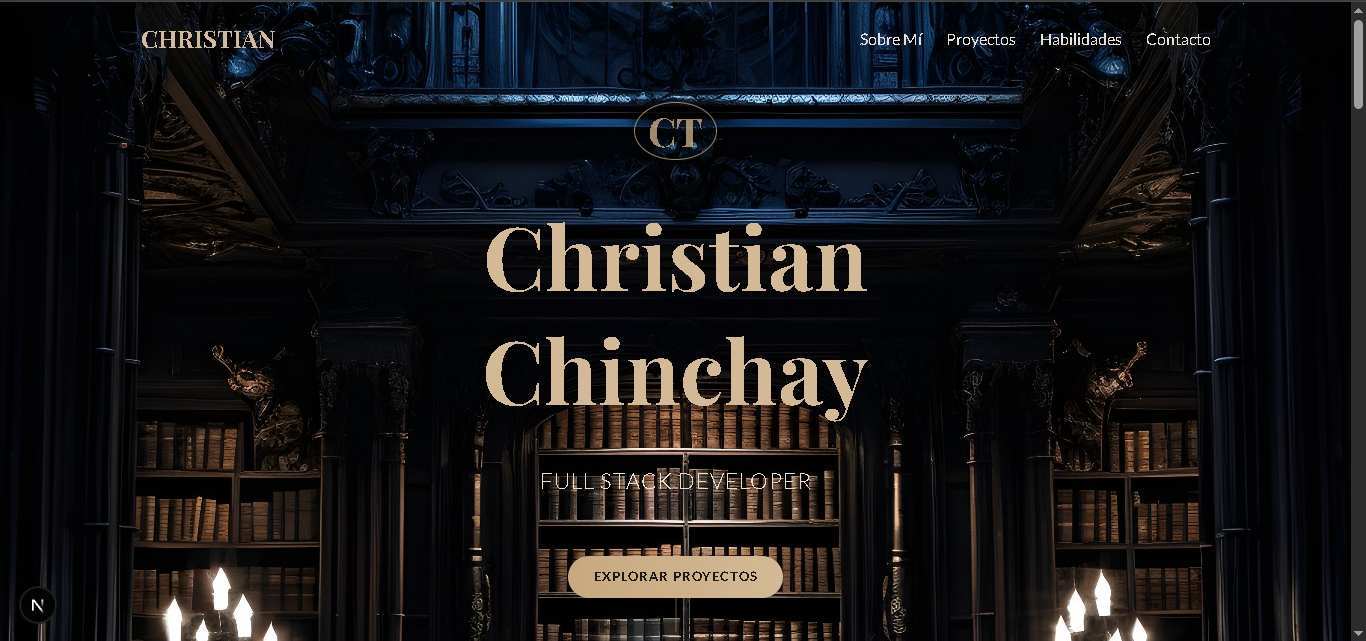 CHRISTIAN
Sobre Mí Proyectos Habilidades Contacto
CT
Christian
Chinchay
FULL STACK DEVELOPER
EXPLORAR PROYECTOS
N